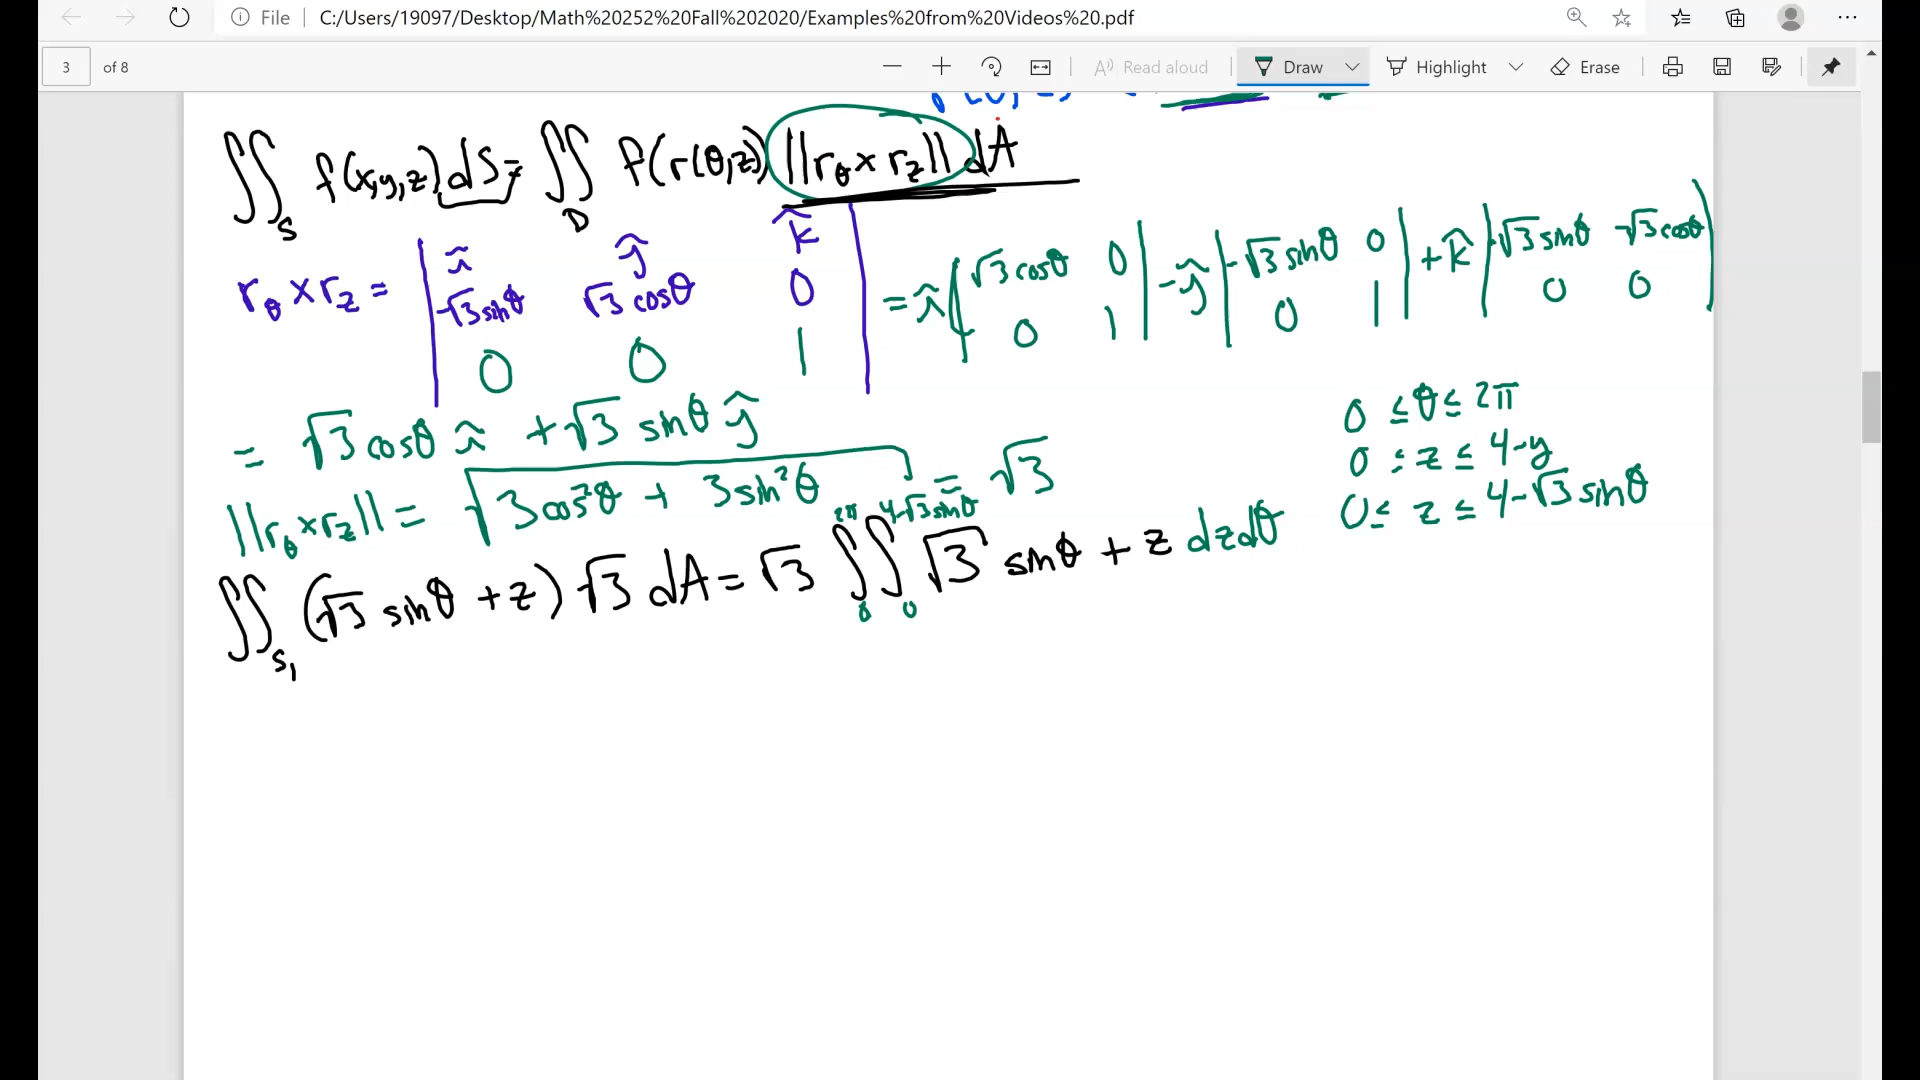 File C:/Users/19097/Desktop/Math%20252%20Fall%202020/Examples%20from%20Videos%20.pdf
3 of 8 Read aloud Draw Highlight Erase
∬_S f(x,y,z) dS = ∬_D f(r(θ,z)) ||r_θ × r_z|| dA
r_θ × r_z = | î ĵ k̂ | = î | √3 cosθ 0 | - ĵ | -√3 sinθ 0 | + k̂ | -√3 sinθ -√3 cosθ |
| -√3 sinθ √3 cosθ 0 | | 0 1 | | 0 1 | | 0 0 |
| 0 0 1 |
= √3 cosθ î + √3 sinθ ĵ
0 ≤ θ ≤ 2π
0 ≤ z ≤ 4-y
0 ≤ z ≤ 4-√3 sinθ
||r_θ × r_z|| = √(3cos²θ + 3sin²θ) = √3
∬_S₁ (√3 sinθ + z) √3 dA = √3 ∫_0^2π ∫_0^4-√3 sinθ √3 sinθ + z dz dθ